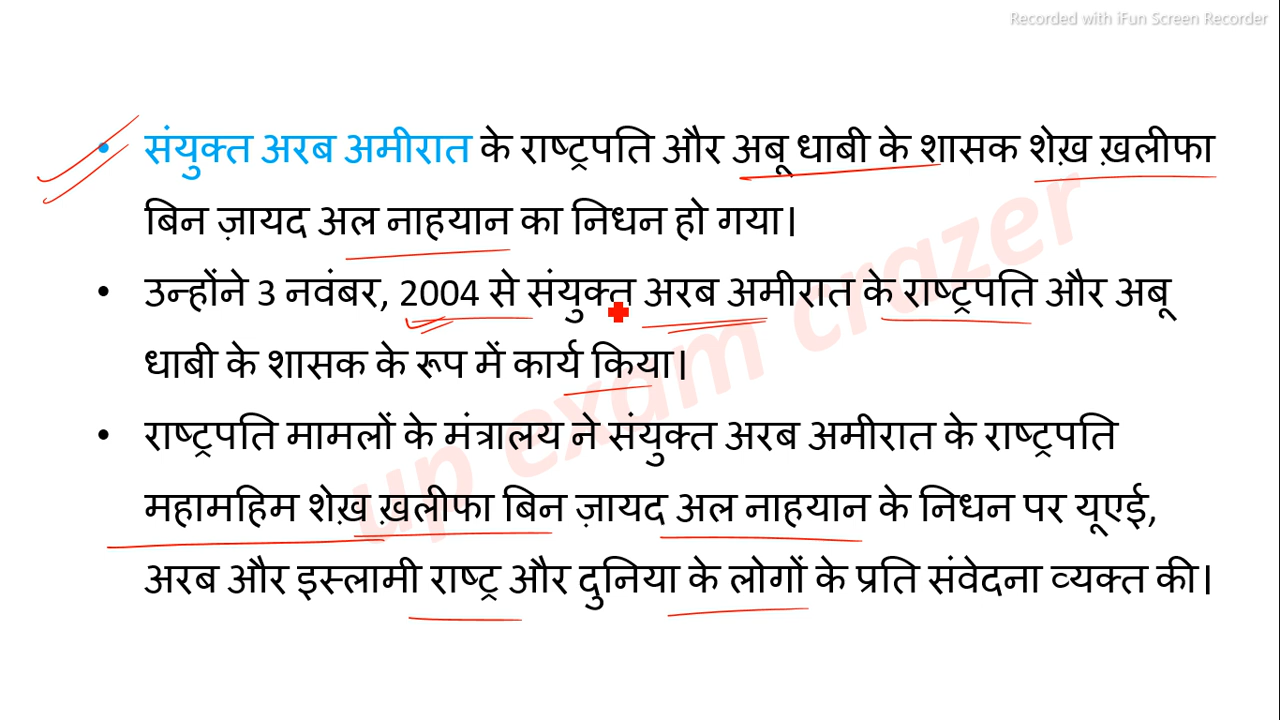 Recorded with iFun Screen Recorder
• संयुक्त अरब अमीरात के राष्ट्रपति और अबू धाबी के शासक शेख़ ख़लीफा
बिन ज़ायद अल नाहयान का निधन हो गया।
• उन्होंने 3 नवंबर, 2004 से संयुक्त अरब अमीरात के राष्ट्रपति और अबू
धाबी के शासक के रूप में कार्य किया।
• राष्ट्रपति मामलों के मंत्रालय ने संयुक्त अरब अमीरात के राष्ट्रपति
महामहिम शेख़ ख़लीफा बिन ज़ायद अल नाहयान के निधन पर यूएई,
अरब और इस्लामी राष्ट्र और दुनिया के लोगों के प्रति संवेदना व्यक्त की।
up exam crazer